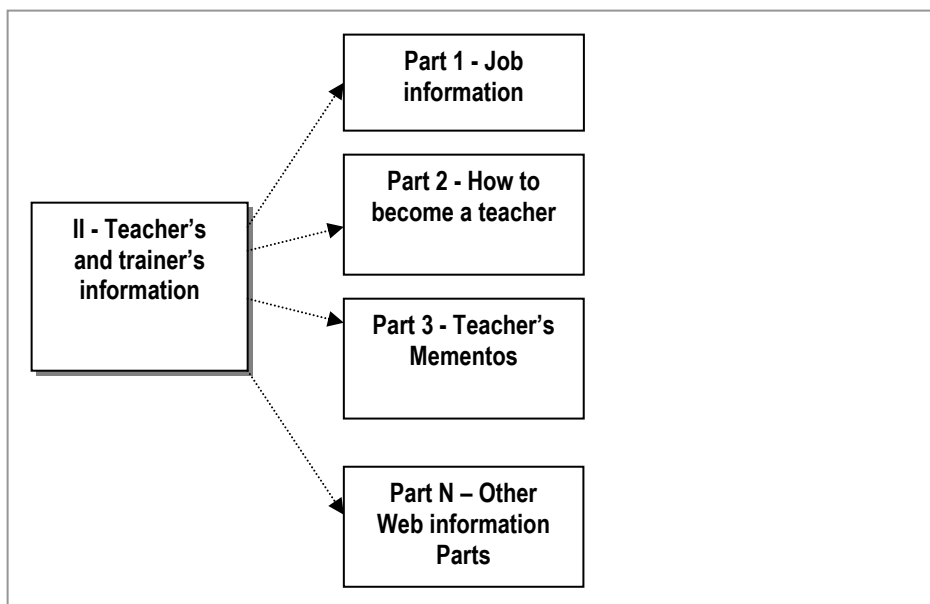 Part 1 - Job
information
Part 2 - How to
become a teacher
II - Teacher’s
and trainer’s
information
Part 3 - Teacher’s
Mementos
Part N – Other
Web information
Parts